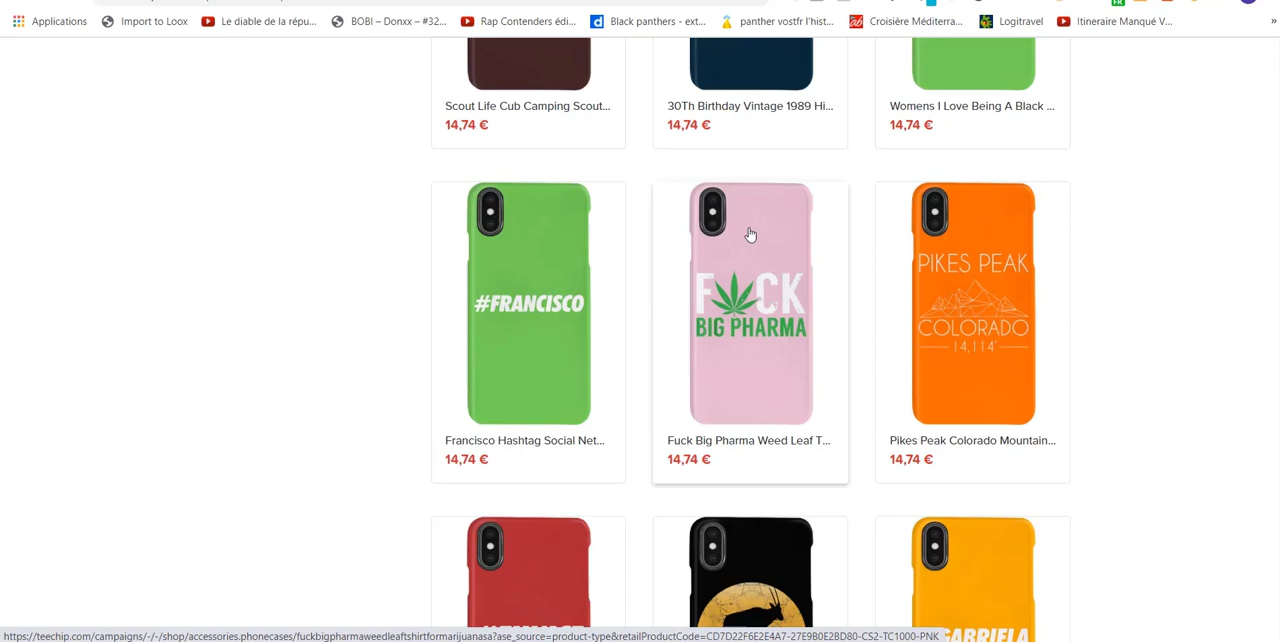 Applications Import to Loox Le diable de la répu... BOBI – Donxx – #32... Rap Contenders édi... Black panthers - ext... panther vostfr l'hist... Croisière Méditerra... Logitravel Itineraire Manqué V... »
Scout Life Cub Camping Scout... 30Th Birthday Vintage 1989 Hi... Womens I Love Being A Black ...
14,74 € 14,74 € 14,74 €
#FRANCISCO
F CK
BIG PHARMA
PIKES PEAK
COLORADO
14,114'
Francisco Hashtag Social Net... Fuck Big Pharma Weed Leaf T... Pikes Peak Colorado Mountain...
14,74 € 14,74 € 14,74 €
https://teechip.com/campaigns/-/-/shop/accessories.phonecases/fuckbigpharmaweedleaftshirtformarijuanasa?ase_source=product-type&retailProductCode=CD7D22F6E2E4A7-27E9B0E2BD80-CS2-TC1000-PNK